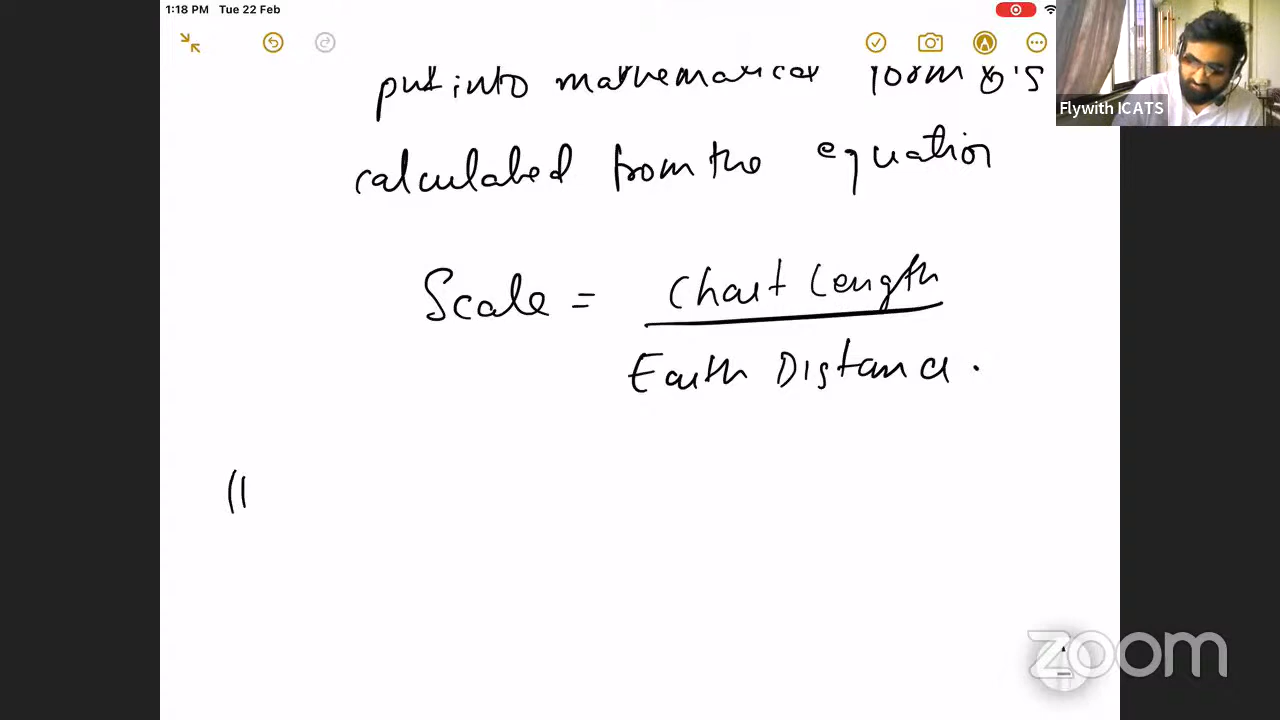 1:18 PM Tue 22 Feb
put into mathematical form
Flywith ICATS
calculated from the equation
Scale = Chart Length
Earth Distance.
zoom